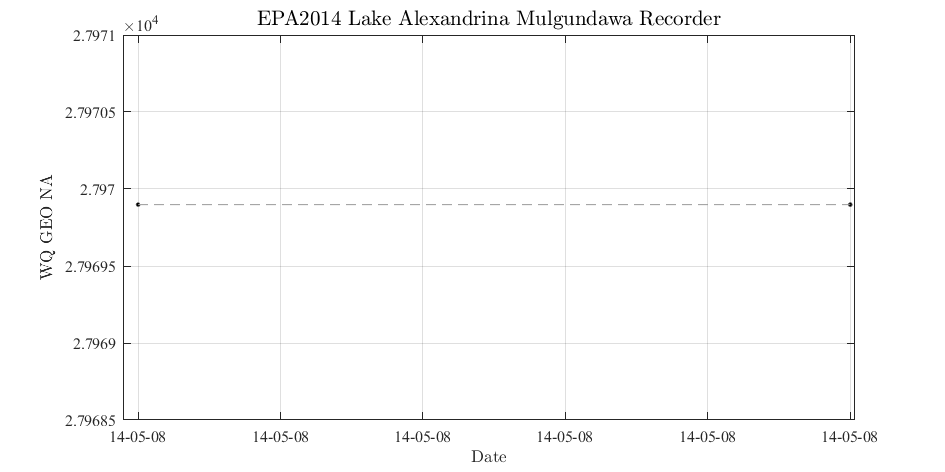 EPA2014 Lake Alexandrina Mulgundawa Recorder
×10⁴
2.7971
2.79705
2.797
2.79695
2.7969
2.79685
WQ GEO NA
14-05-08 14-05-08 14-05-08 14-05-08 14-05-08 14-05-08
Date